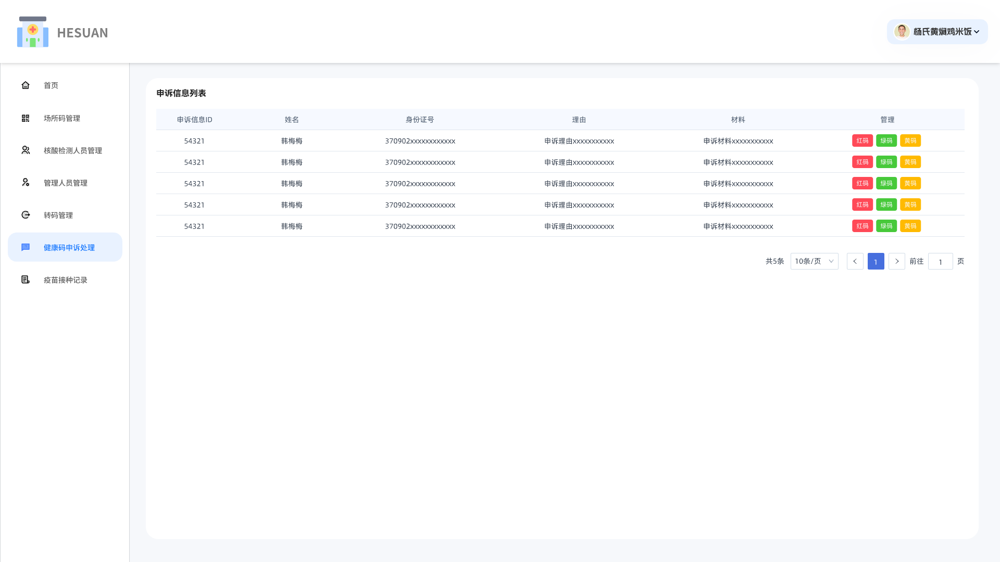 HESUAN
杨氏黄焖鸡米饭
首页
场所码管理
核酸检测人员管理
管理人员管理
转码管理
健康码申诉处理
疫苗接种记录
申诉信息列表
申诉信息ID 姓名 身份证号 理由 材料 管理
54321 韩梅梅 370902xxxxxxxxxxxx 申诉理由xxxxxxxxxxx 申诉材料xxxxxxxxxxx 红码 绿码 黄码
54321 韩梅梅 370902xxxxxxxxxxxx 申诉理由xxxxxxxxxxx 申诉材料xxxxxxxxxxx 红码 绿码 黄码
54321 韩梅梅 370902xxxxxxxxxxxx 申诉理由xxxxxxxxxxx 申诉材料xxxxxxxxxxx 红码 绿码 黄码
54321 韩梅梅 370902xxxxxxxxxxxx 申诉理由xxxxxxxxxxx 申诉材料xxxxxxxxxxx 红码 绿码 黄码
54321 韩梅梅 370902xxxxxxxxxxxx 申诉理由xxxxxxxxxxx 申诉材料xxxxxxxxxxx 红码 绿码 黄码
共5条 10条/页 1 前往 1 页